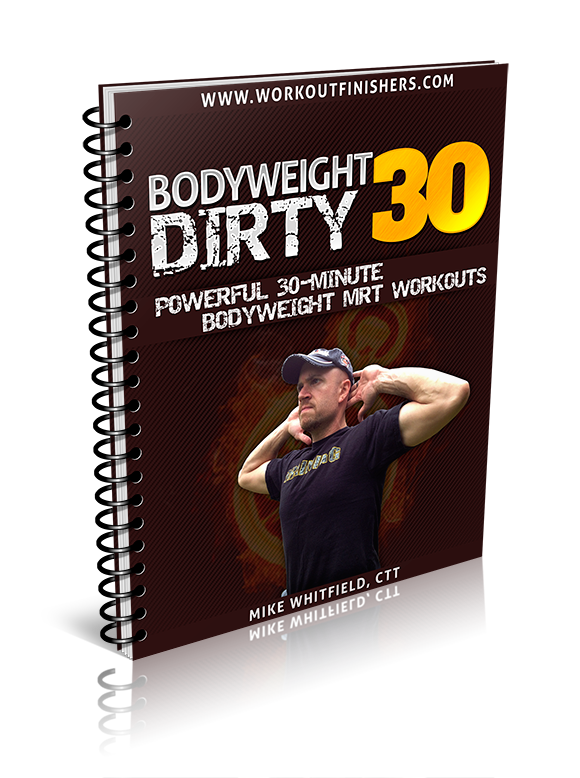 WWW.WORKOUTFINISHERS.COM
BODYWEIGHT 30
DIRTY
POWERFUL 30-MINUTE
BODYWEIGHT MRT WORKOUTS
MIKE WHITFIELD, CTT